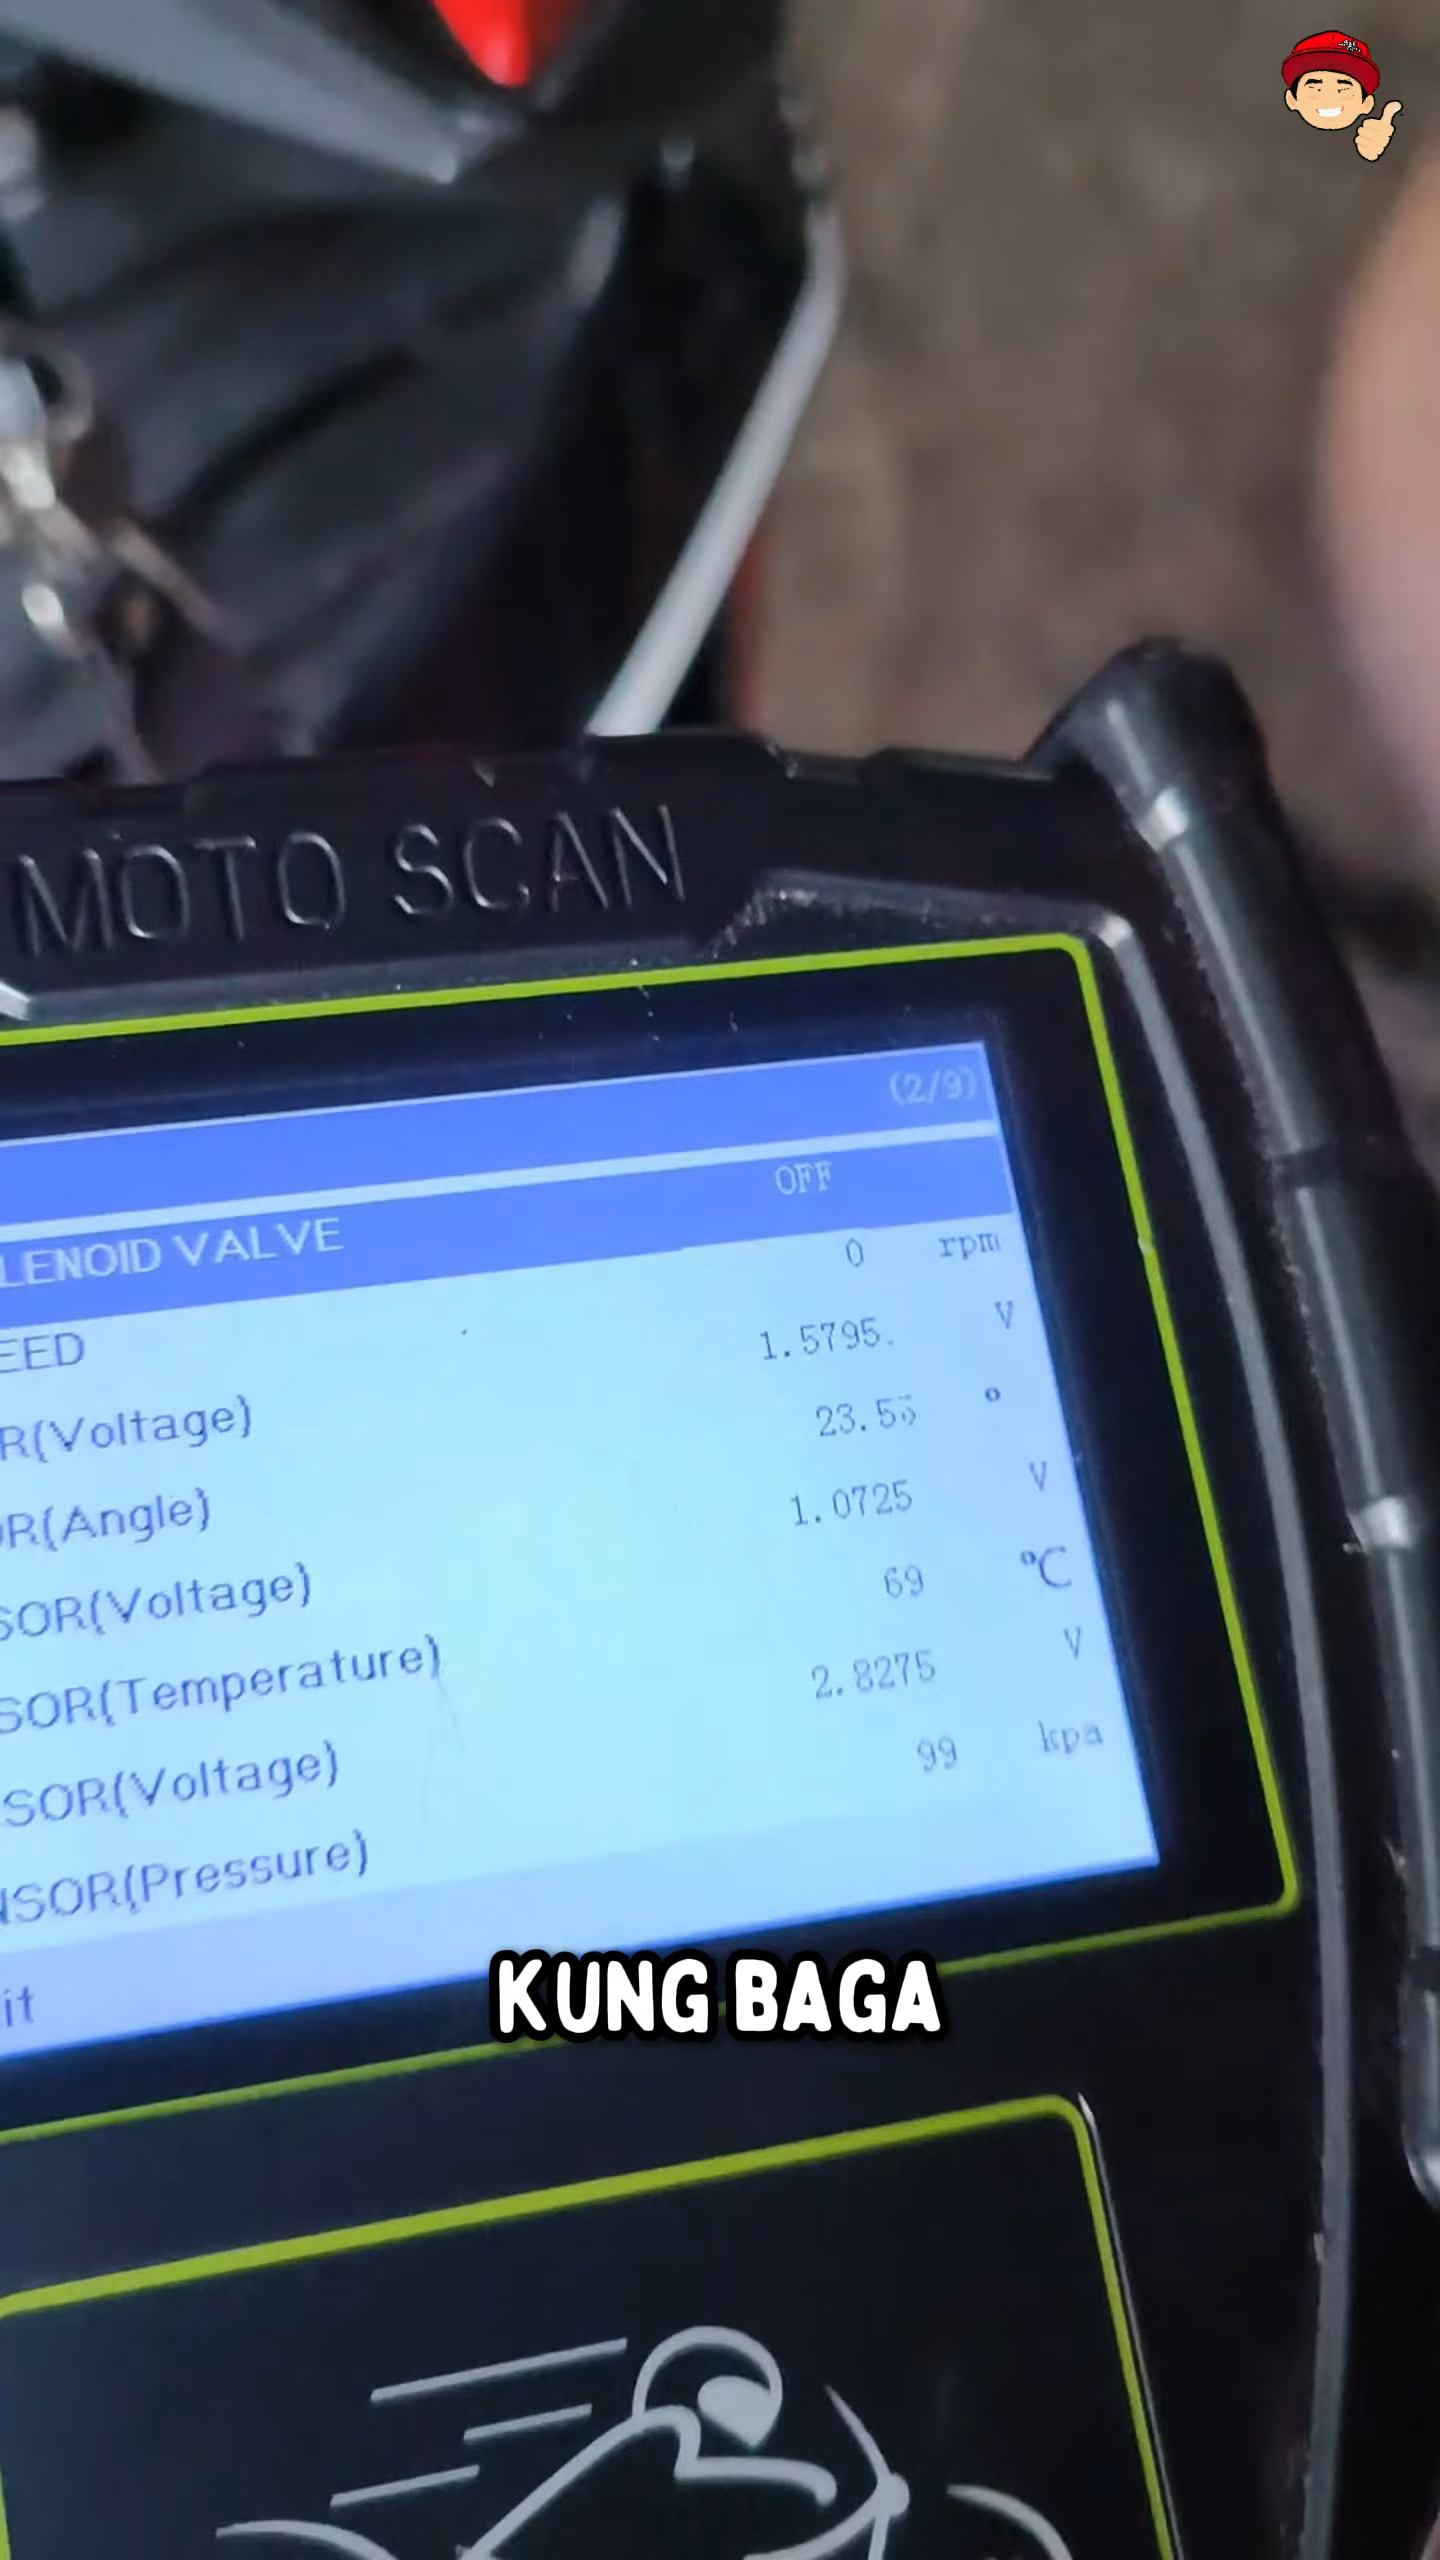 MOTO SCAN
(2/9)
LENOID VALVE OFF
EED 0 rpm
R(Voltage) 1.5795 V
R(Angle) °
SOR(Voltage) 1.0725 V
SOR(Temperature) 69 °C
SOR(Voltage) 2.8275 V
NSOR(Pressure) 99 kpa
it
KUNG BAGA